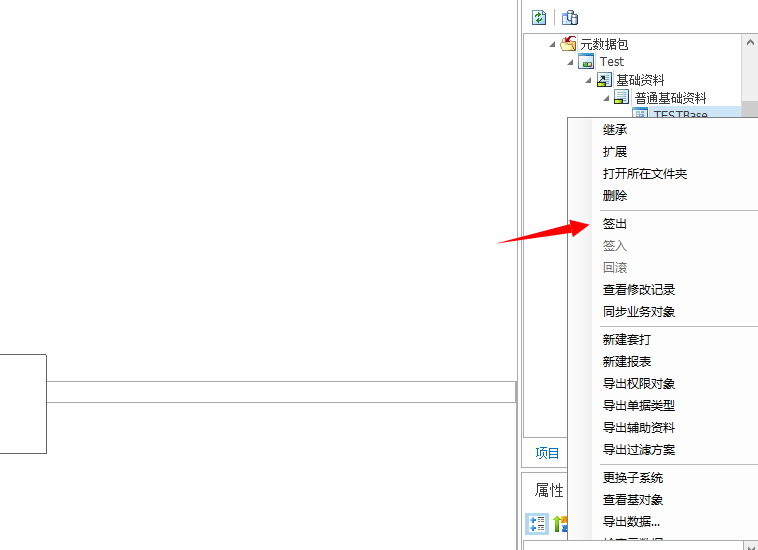 元数据包
Test
基础资料
普通基础资料
TESTBase
继承
扩展
打开所在文件夹
删除
签出
签入
回滚
查看修改记录
同步业务对象
新建套打
新建报表
导出权限对象
导出单据类型
导出辅助资料
导出过滤方案
项目
更换子系统
属性
查看基对象
导出数据...